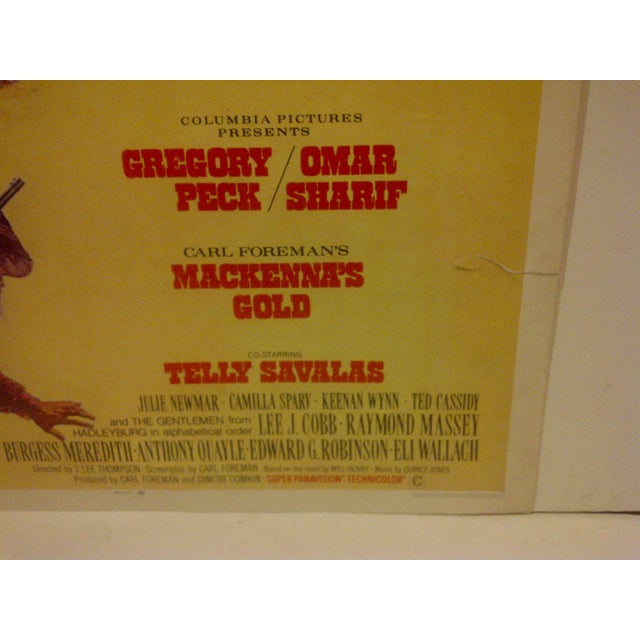 COLUMBIA PICTURES
PRESENTS
GREGORY / OMAR
PECK / SHARIF
CARL FOREMAN'S
MACKENNA'S
GOLD
CO-STARRING
TELLY SAVALAS
JULIE NEWMAR · CAMILLA SPARV · KEENAN WYNN · TED CASSIDY
and THE GENTLEMEN from
HADLEYBURG in alphabetical order LEE J. COBB · RAYMOND MASSEY
BURGESS MEREDITH · ANTHONY QUAYLE · EDWARD G. ROBINSON · ELI WALLACH
Directed by J. LEE THOMPSON · Screenplay by CARL FOREMAN · Based on the novel by WILL HENRY · Music by QUINCY JONES
Produced by CARL FOREMAN and DIMITRI TIOMKIN · SUPER PANAVISION® TECHNICOLOR®